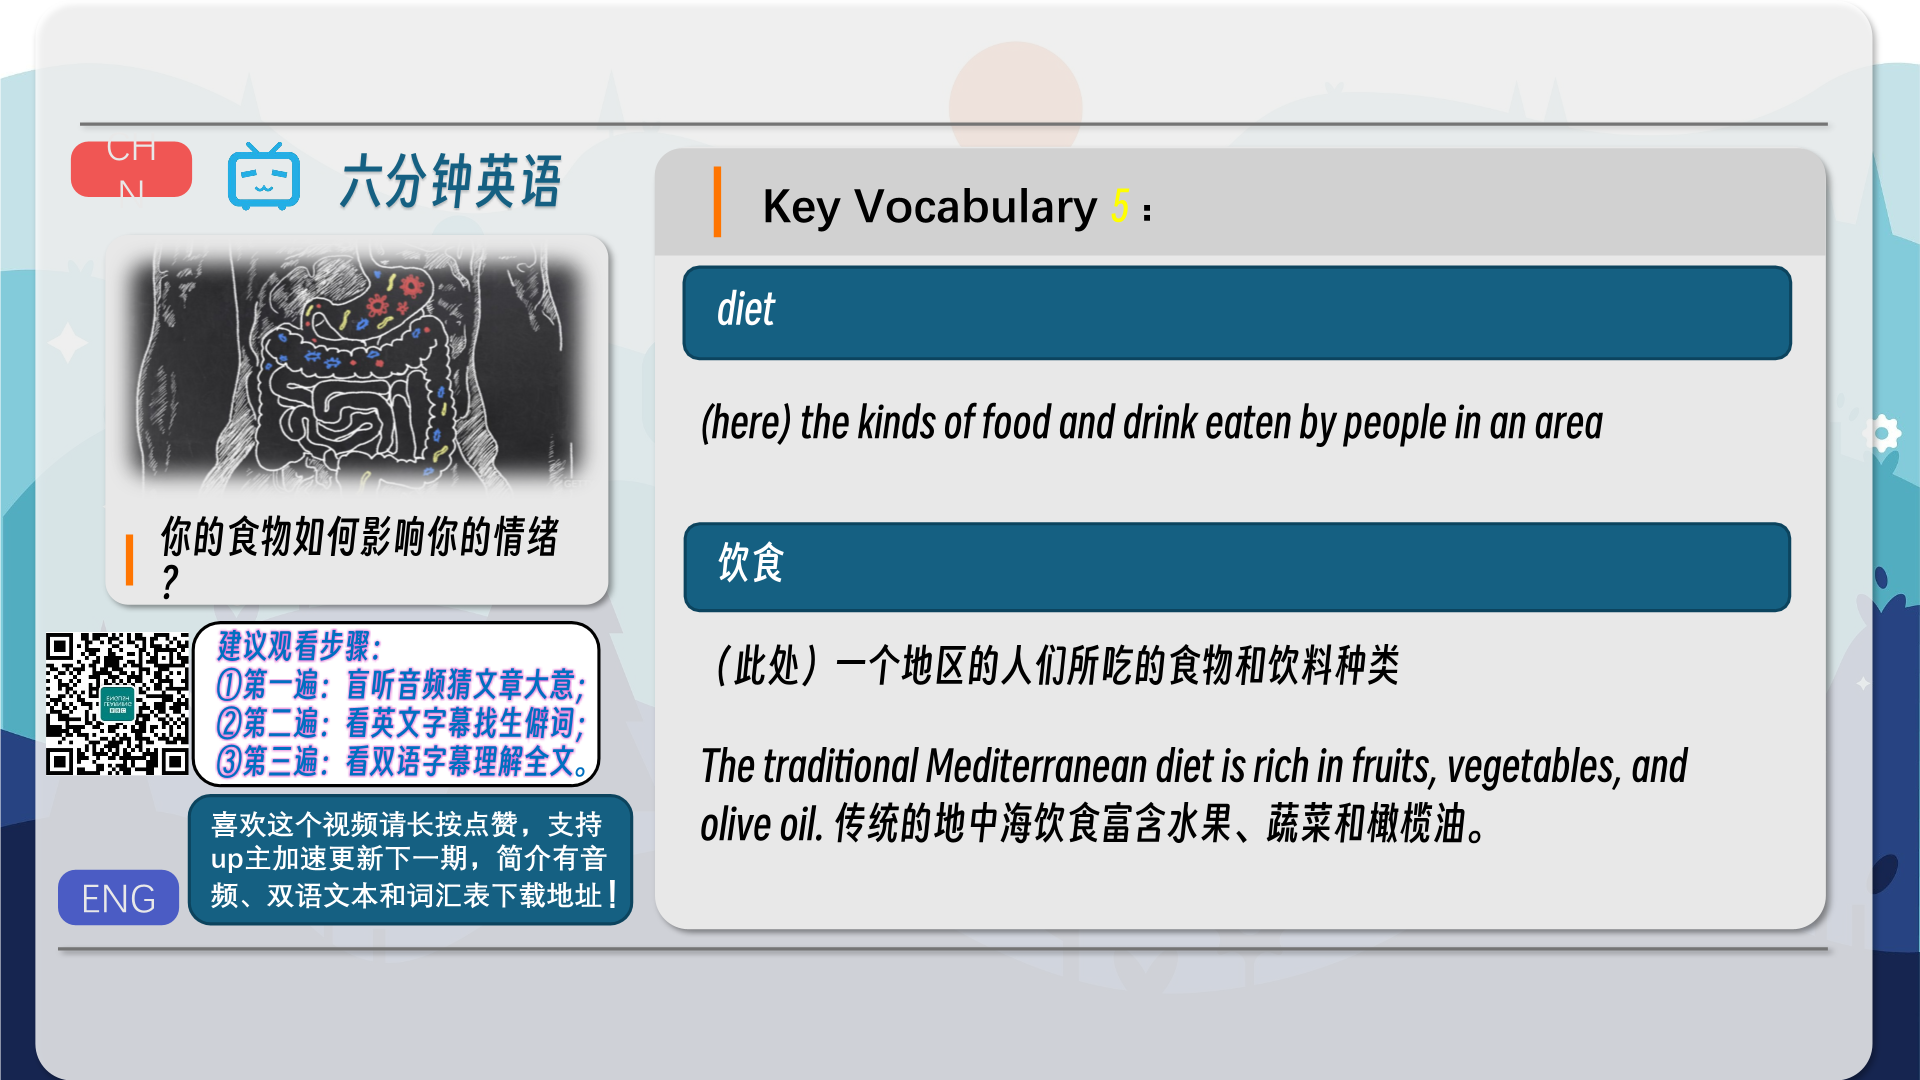 CH
N
六分钟英语
你的食物如何影响你的情绪
？
建议观看步骤：
①第一遍：盲听音频猜文章大意；
②第二遍：看英文字幕找生僻词；
③第三遍：看双语字幕理解全文。
喜欢这个视频请长按点赞，支持
up主加速更新下一期，简介有音
频、双语文本和词汇表下载地址！
ENG
Key Vocabulary 5：
diet
(here) the kinds of food and drink eaten by people in an area
饮食
（此处）一个地区的人们所吃的食物和饮料种类
The traditional Mediterranean diet is rich in fruits, vegetables, and
olive oil. 传统的地中海饮食富含水果、蔬菜和橄榄油。